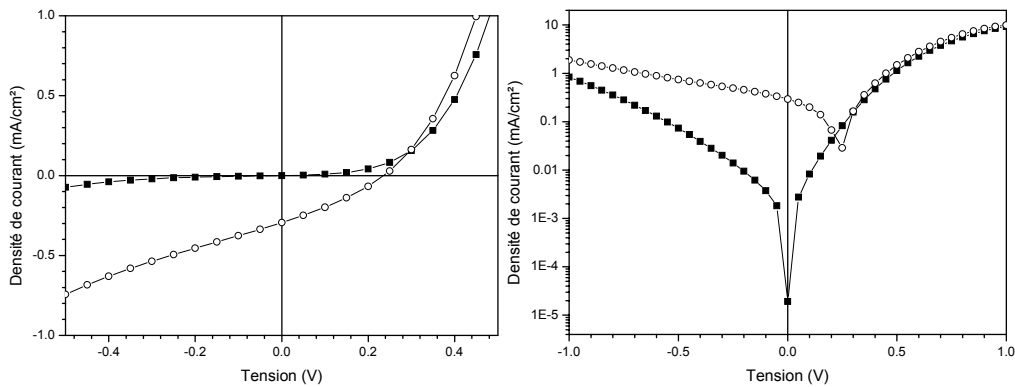 Densité de courant (mA/cm²)
1.0
0.5
0.0
-0.5
-1.0
-0.4 -0.2 0.0 0.2 0.4
Tension (V)
Densité de courant (mA/cm²)
10
1
0.1
0.01
1E-3
1E-4
1E-5
-1.0 -0.5 0.0 0.5 1.0
Tension (V)